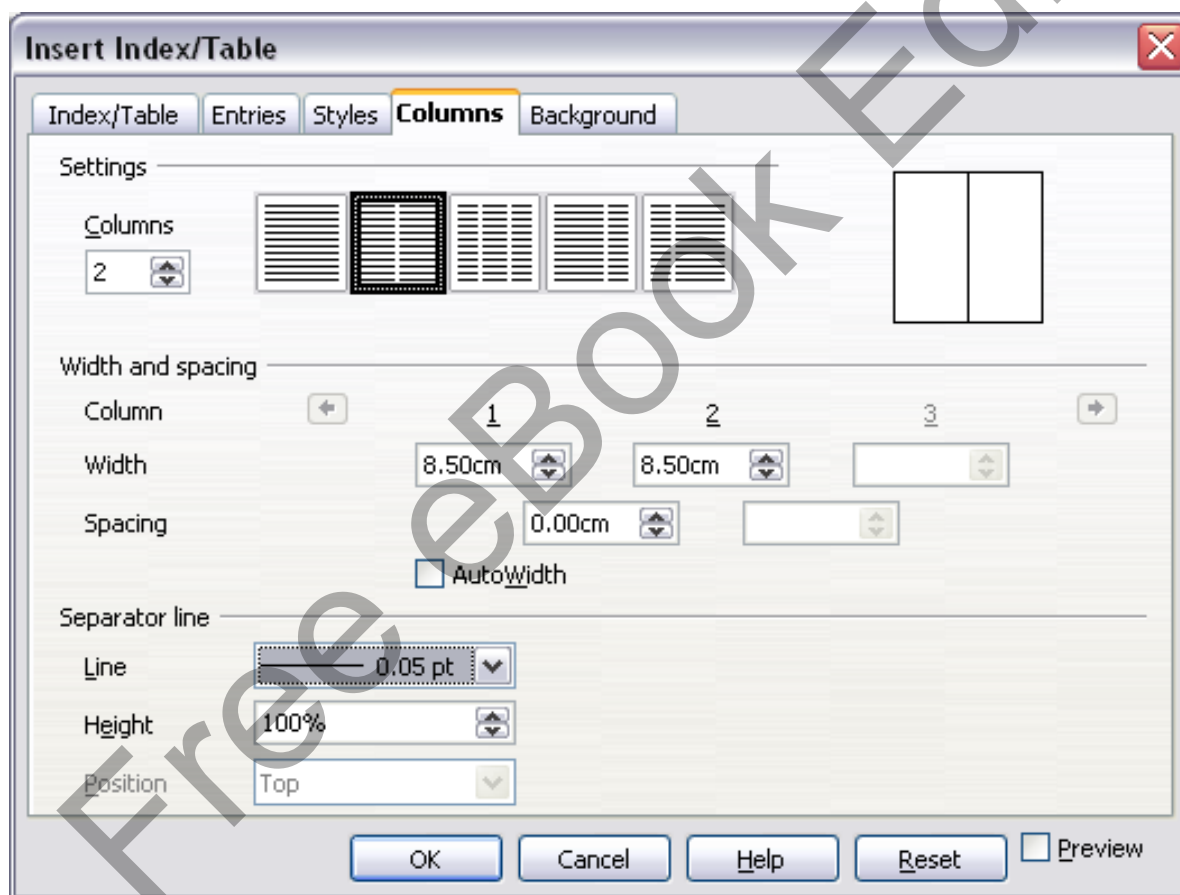 Insert Index/Table
Index/Table Entries Styles Columns Background
Settings
Columns
2
Width and spacing
Column 1 2 3
Width 8.50cm 8.50cm
Spacing 0.00cm
AutoWidth
Separator line
Line 0.05 pt
Height 100%
Position Top
OK Cancel Help Reset Preview
Free eBook